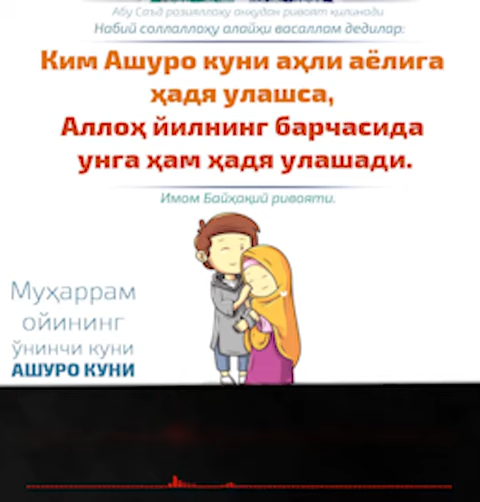 Абу Саъд розияллоҳу анҳудан ривоят қилинади
Набий соллаллоҳу алайҳи васаллам дедилар:
Ким Ашуро куни аҳли аёлига
ҳадя улашса,
Аллоҳ йилнинг барчасида
унга ҳам ҳадя улашади.
Имом Байҳақий ривояти.
Муҳаррам
ойининг
ўнинчи куни
АШУРО КУНИ